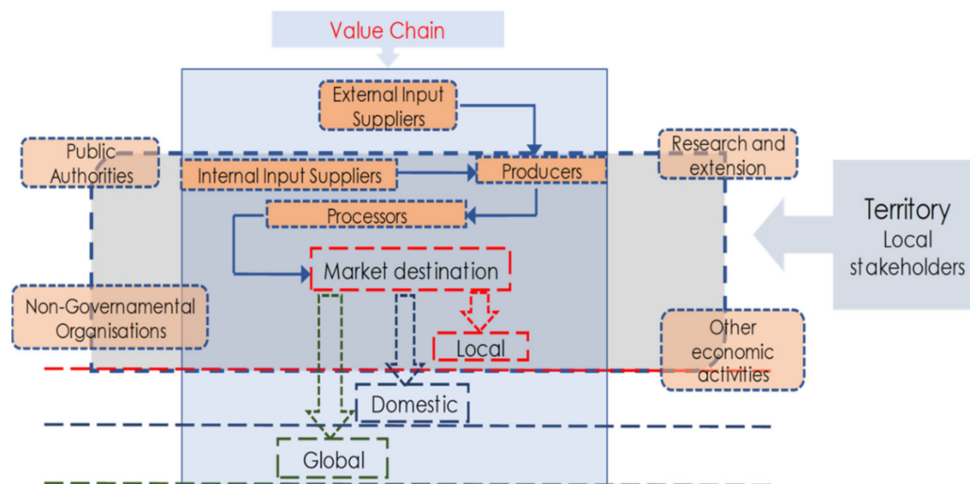 Value Chain
External Input
Suppliers
Public
Authorities
Research and
extension
Internal Input Suppliers
Producers
Processors
Territory
Local
stakeholders
Market destination
Non-Governmental
Organisations
Local
Other
economic
activities
Domestic
Global